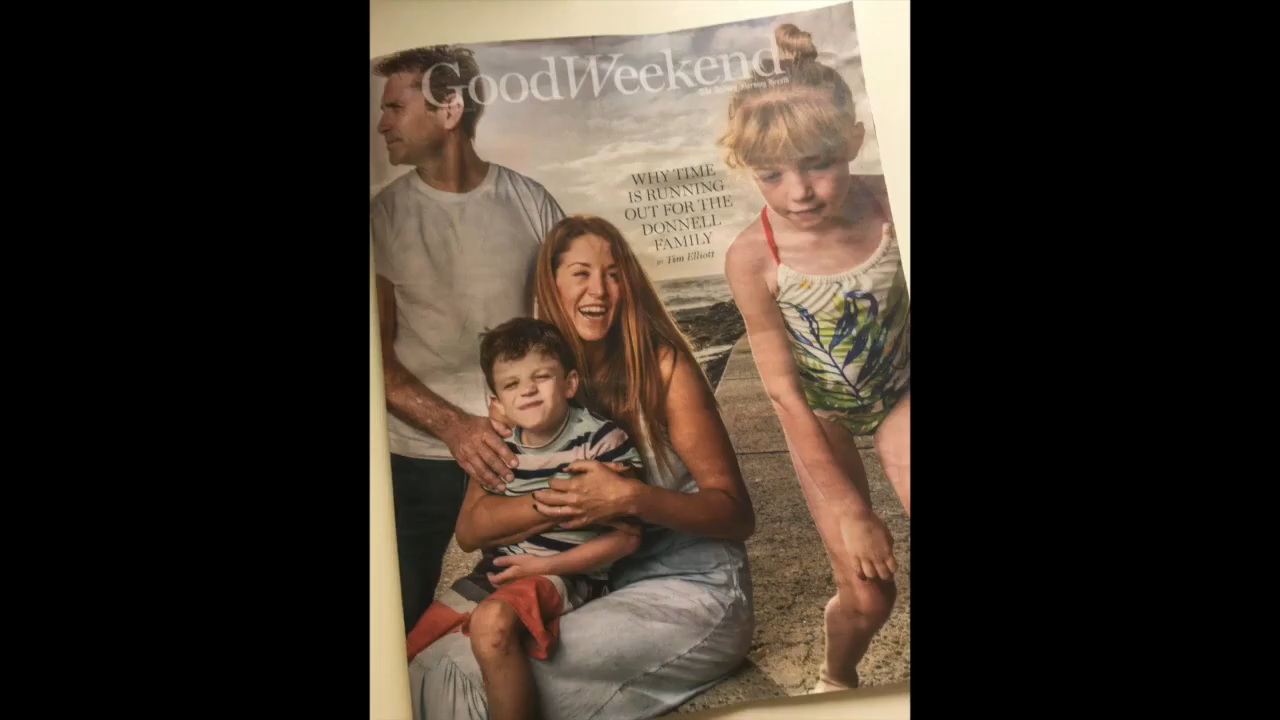 GoodWeekend
The Sydney Morning Herald
WHY TIME
IS RUNNING
OUT FOR THE
DONNELL
FAMILY
BY Tim Elliott